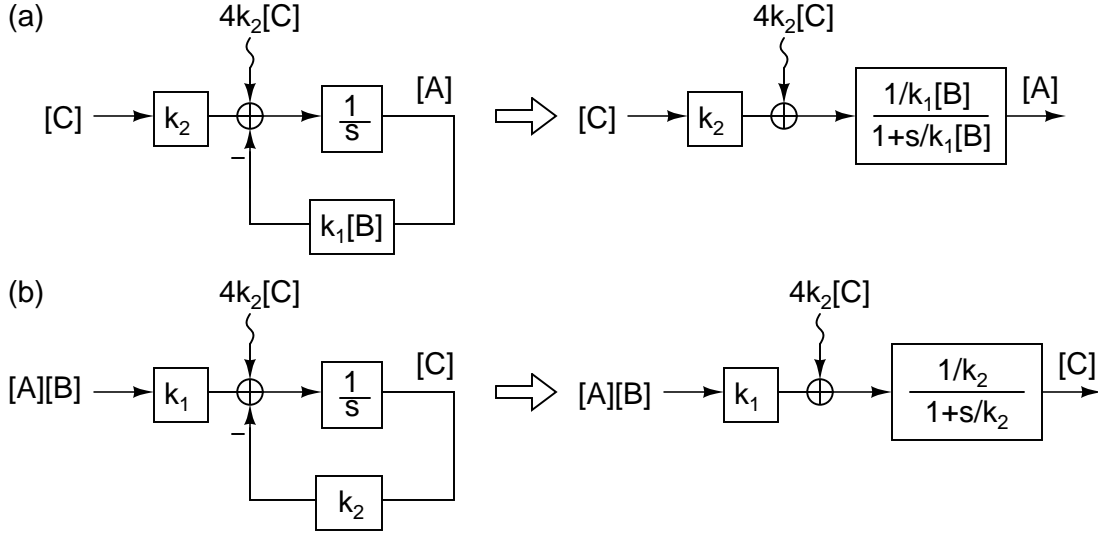 (a)
4k₂[C]
[C] k₂ 1/s [A]
–
k₁[B]
4k₂[C]
[C] k₂ 1/k₁[B] [A]
1+s/k₁[B]
(b)
4k₂[C]
[A][B] k₁ 1/s [C]
–
k₂
4k₂[C]
[A][B] k₁ 1/k₂ [C]
1+s/k₂